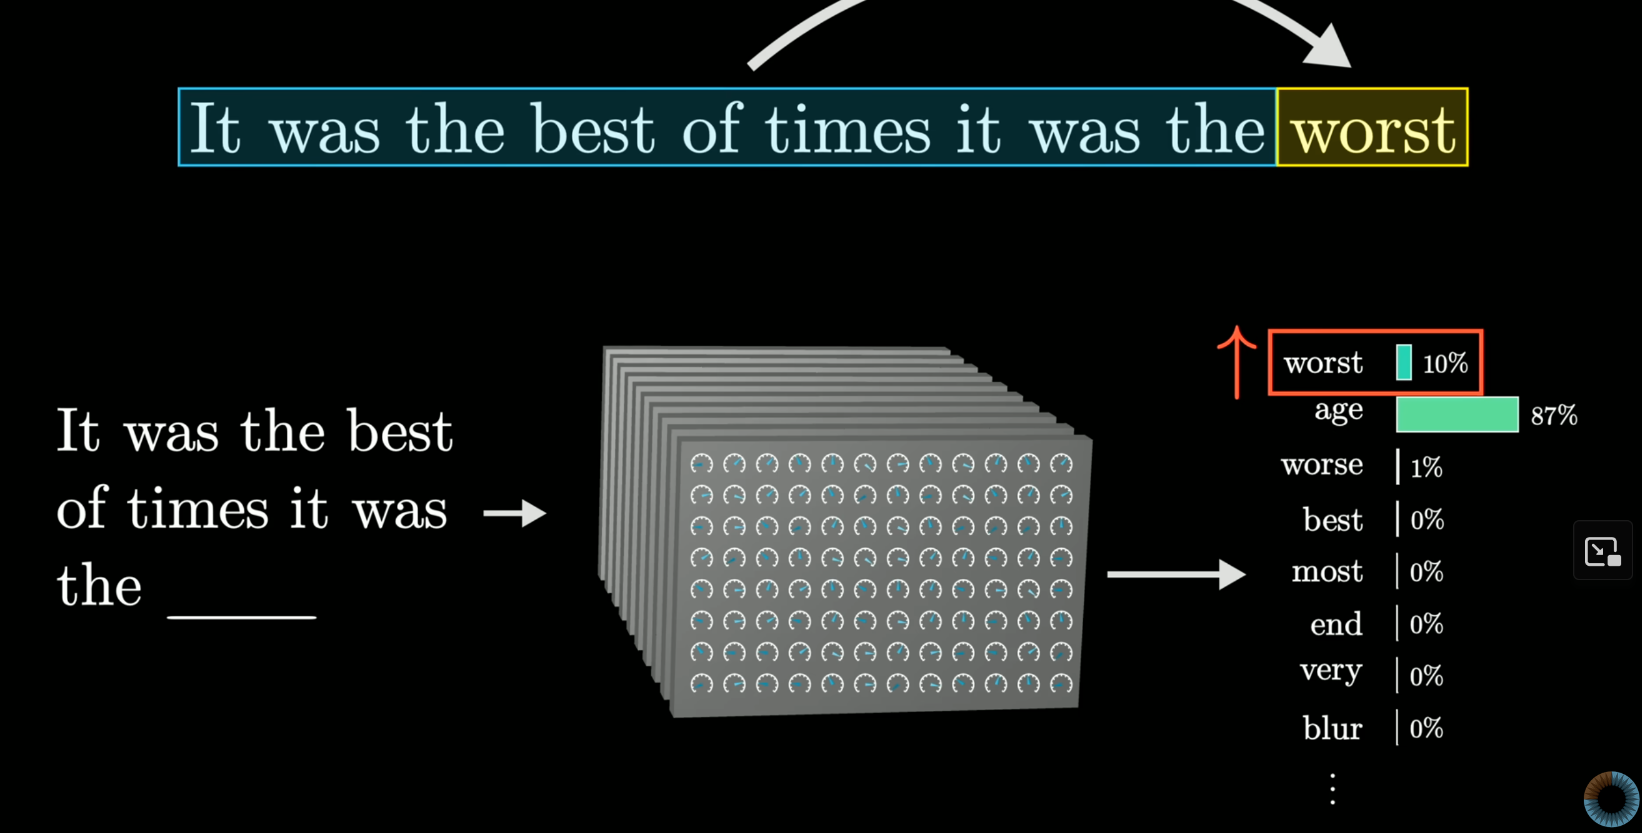 It was the best of times it was the worst
It was the best
of times it was
the
worst 10%
age 87%
worse 1%
best 0%
most 0%
end 0%
very 0%
blur 0%
⋮